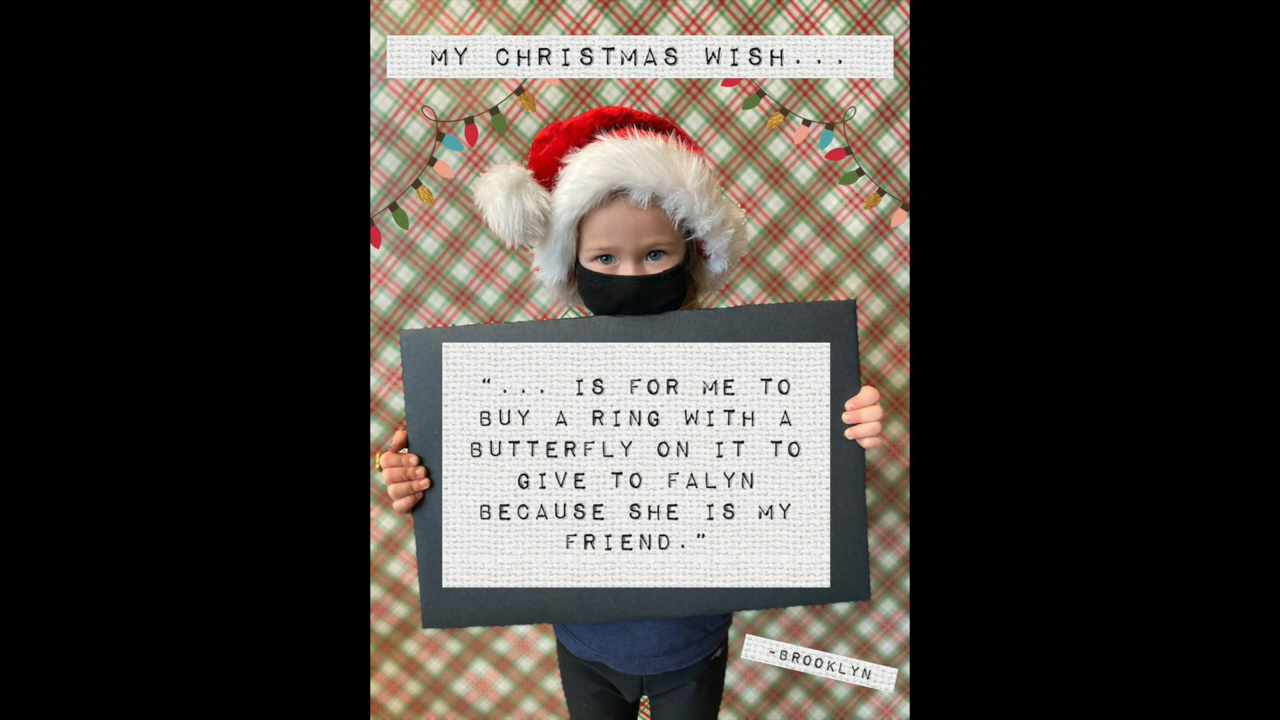 MY CHRISTMAS WISH...
"... IS FOR ME TO
BUY A RING WITH A
BUTTERFLY ON IT TO
GIVE TO FALYN
BECAUSE SHE IS MY
FRIEND."
-BROOKLYN